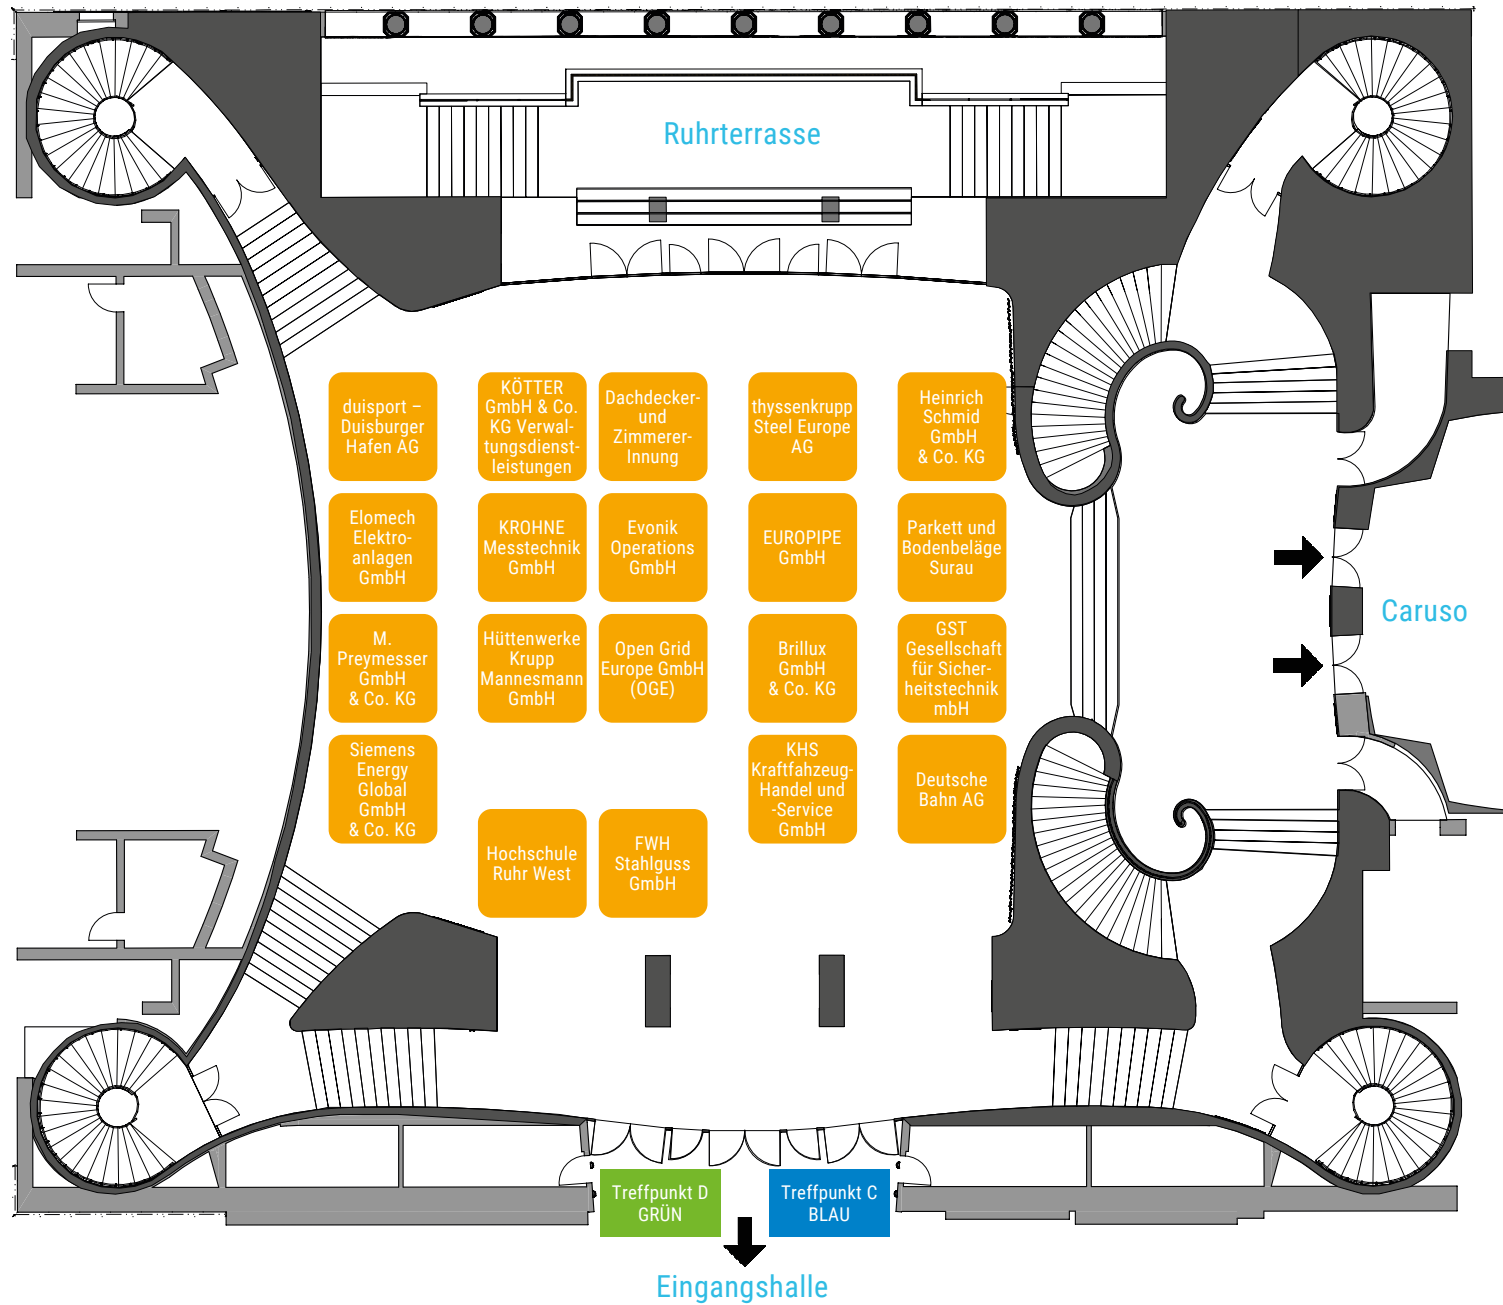 Ruhrterrasse
duisport –
Duisburger
Hafen AG
KÖTTER
GmbH & Co.
KG Verwal-
tungsdienst-
leistungen
Dachdecker-
und
Zimmerer-
Innung
thyssenkrupp
Steel Europe
AG
Heinrich
Schmid
GmbH
& Co. KG
Elomech
Elektro-
anlagen
GmbH
KROHNE
Messtechnik
GmbH
Evonik
Operations
GmbH
EUROPIPE
GmbH
Parkett und
Bodenbeläge
Surau
Caruso
M.
Preymesser
GmbH
& Co. KG
Hüttenwerke
Krupp
Mannesmann
GmbH
Open Grid
Europe GmbH
(OGE)
Brillux
GmbH
& Co. KG
GST
Gesellschaft
für Sicher-
heitstechnik
mbH
Siemens
Energy
Global
GmbH
& Co. KG
KHS
Kraftfahrzeug-
Handel und
-Service
GmbH
Deutsche
Bahn AG
Hochschule
Ruhr West
FWH
Stahlguss
GmbH
Treffpunkt D
GRÜN
Treffpunkt C
BLAU
Eingangshalle